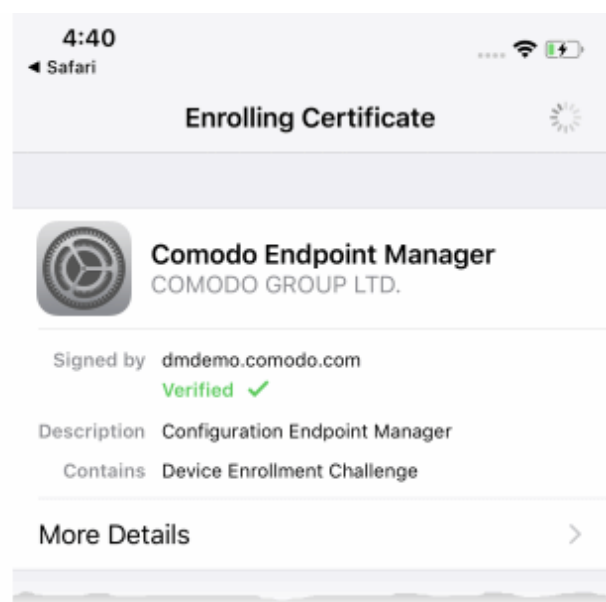 4:40
◀ Safari
Enrolling Certificate
Comodo Endpoint Manager
COMODO GROUP LTD.
Signed by dmdemo.comodo.com
Verified ✓
Description Configuration Endpoint Manager
Contains Device Enrollment Challenge
More Details